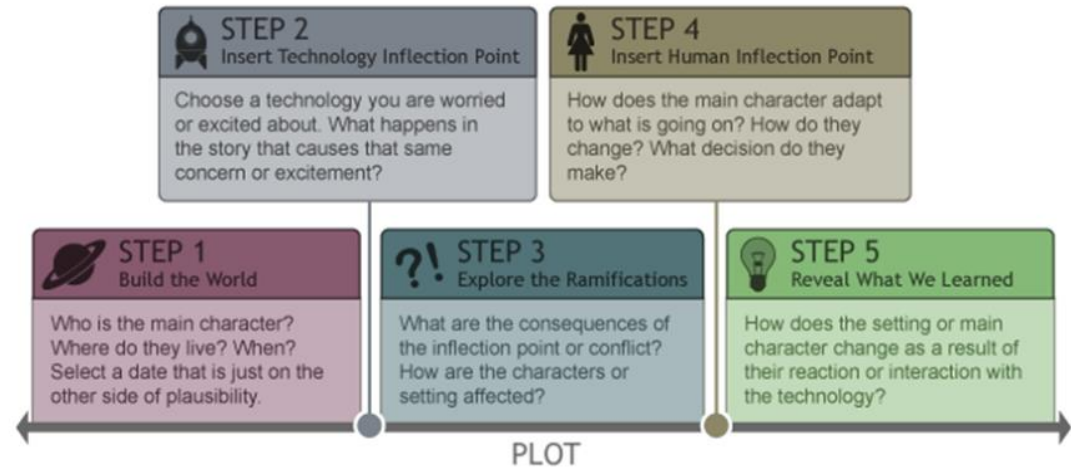 STEP 1
Build the World
Who is the main character?
Where do they live? When?
Select a date that is just on the
other side of plausibility.
STEP 2
Insert Technology Inflection Point
Choose a technology you are worried
or excited about. What happens in
the story that causes that same
concern or excitement?
STEP 3
Explore the Ramifications
What are the consequences of
the inflection point or conflict?
How are the characters or
setting affected?
STEP 4
Insert Human Inflection Point
How does the main character adapt
to what is going on? How do they
change? What decision do they
make?
STEP 5
Reveal What We Learned
How does the setting or main
character change as a result of
their reaction or interaction with
the technology?
PLOT